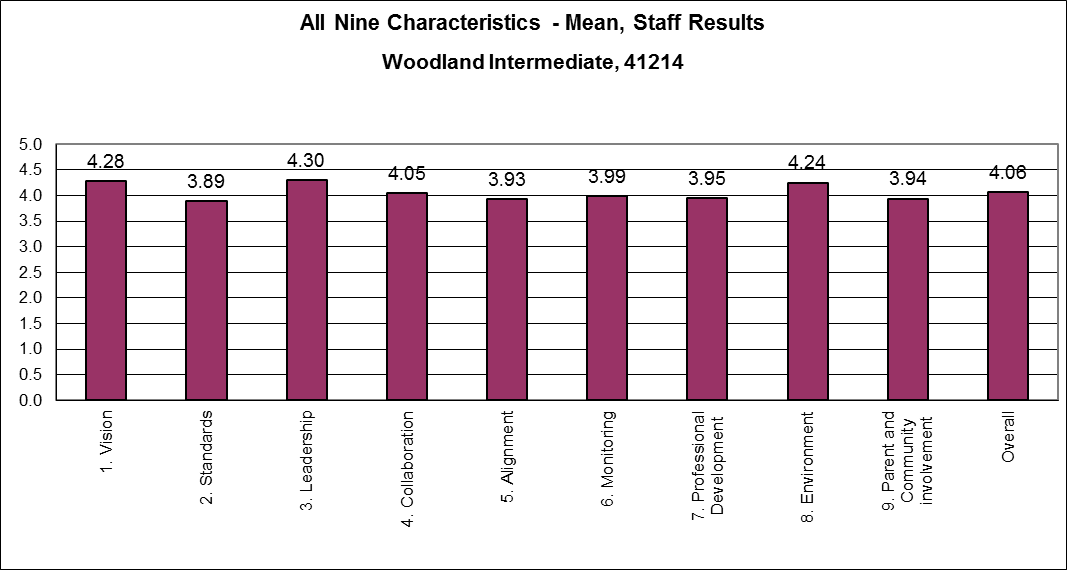 All Nine Characteristics - Mean, Staff Results
Woodland Intermediate, 41214
5.0
4.5
4.0
3.5
3.0
2.5
2.0
1.5
1.0
0.5
0.0
4.28
3.89
4.30
4.05
3.93
3.99
3.95
4.24
3.94
4.06
1. Vision
2. Standards
3. Leadership
4. Collaboration
5. Alignment
6. Monitoring
7. Professional
Development
8. Environment
9. Parent and
Community
involvement
Overall